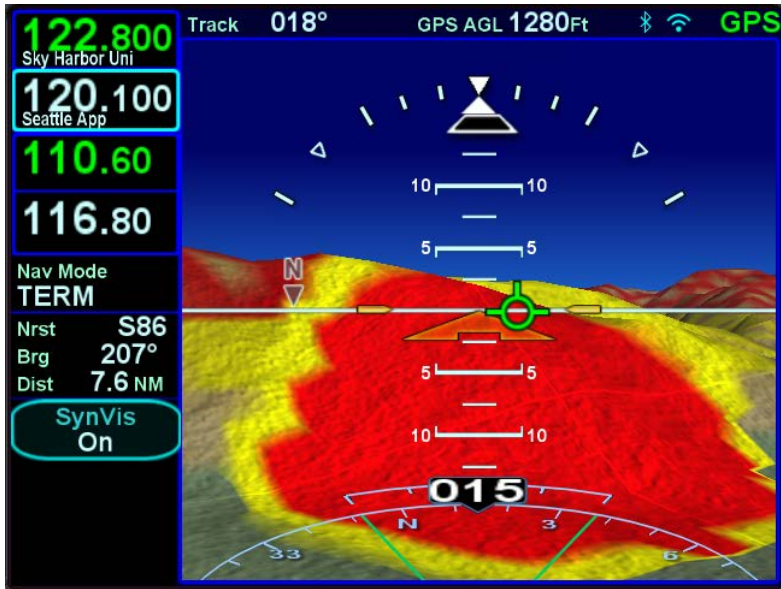 122.800
Sky Harbor Uni
120.100
Seattle App
110.60
116.80
Nav Mode
TERM
Nrst S86
Brg 207°
Dist 7.6 NM
SynVis
On
Track 018° GPS AGL 1280Ft GPS
10 10
5 5
N
5 5
10 10
015
N 3
33 6